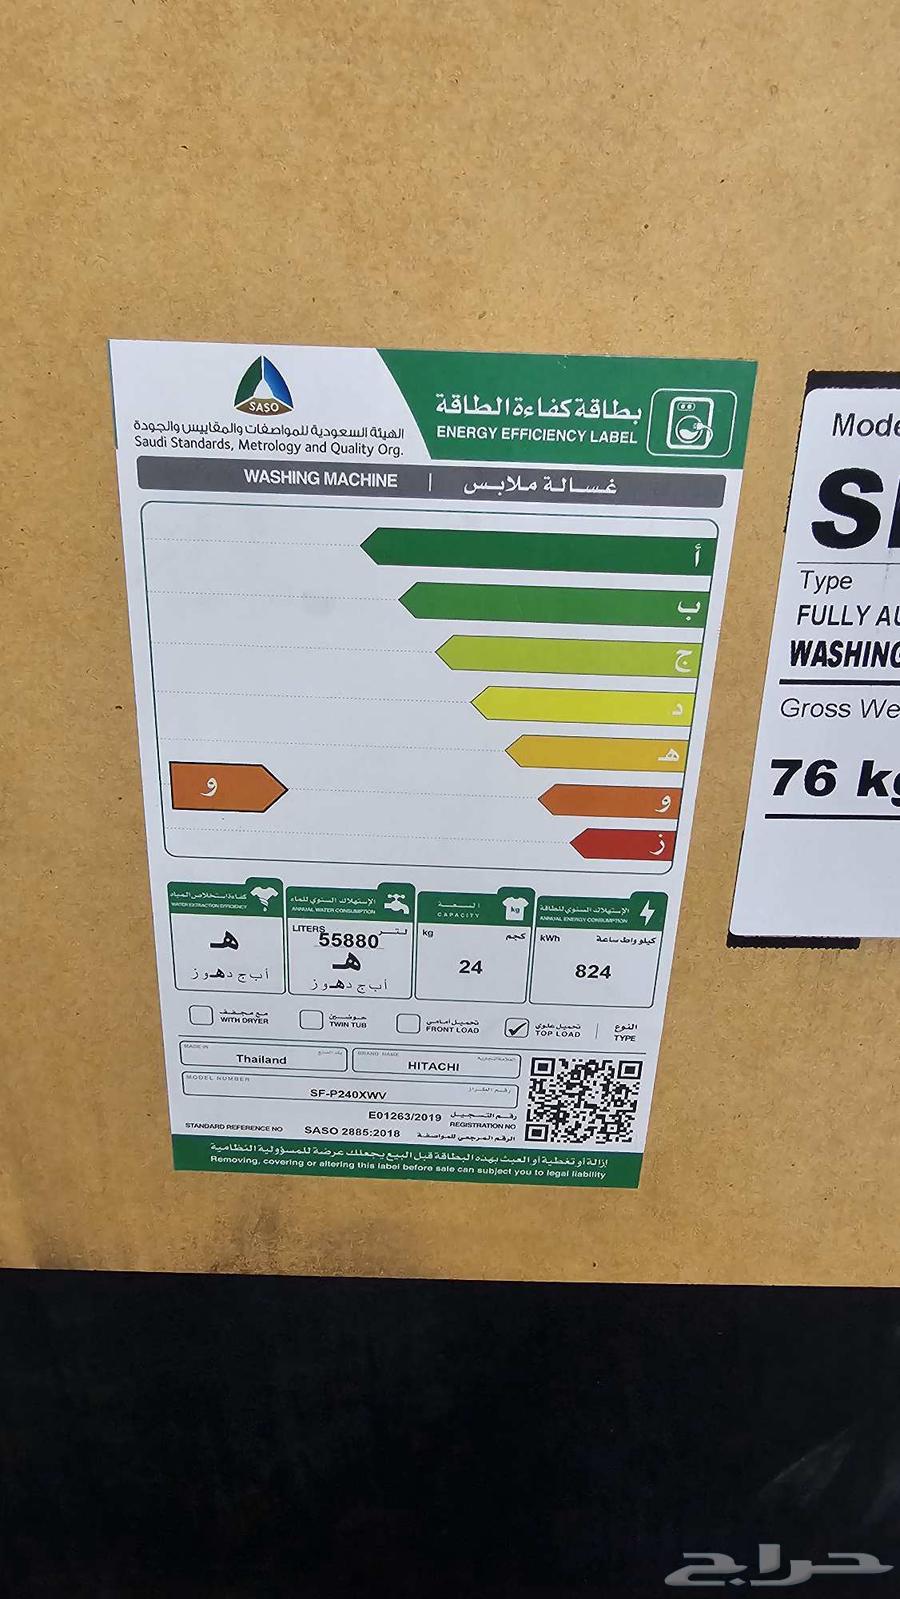 SASO
الهيئة السعودية للمواصفات والمقاييس والجودة
Saudi Standards, Metrology and Quality Org.
بطاقة كفاءة الطاقة
ENERGY EFFICIENCY LABEL
WASHING MACHINE | غسالة ملابس
أ
ب
ج
د
هـ
و
و
ز
كفاءة استخلاص المياه
WATER EXTRACTION EFFICIENCY
هـ
أ ب ج د هـ و ز
الإستهلاك السنوي للماء
ANNUAL WATER CONSUMPTION
LITERS لتر
55880
هـ
أ ب ج د هـ و ز
السعة
CAPACITY
kg
kg كجم
24
الإستهلاك السنوي للطاقة
ANNUAL ENERGY CONSUMPTION
kWh كيلو واط ساعة
824
مع مجفف
WITH DRYER
حوضين
TWIN TUB
تحميل أمامي
FRONT LOAD
تحميل علوي
TOP LOAD
النوع
TYPE
MADE IN بلد الصنع
Thailand
BRAND NAME العلامة التجارية
HITACHI
MODEL NUMBER رقم الطراز
SF-P240XWV
E01263/2019 رقم التسجيل
REGISTRATION NO
STANDARD REFERENCE NO SASO 2885:2018 الرقم المرجعي للمواصفة
إزالة أو تغطية أو العبث بهذه البطاقة قبل البيع يجعلك عرضة للمسؤولية النظامية
Removing, covering or altering this label before sale can subject you to legal liability
Mode
S
Type
FULLY AU
WASHING
Gross We
76 kg
حراج